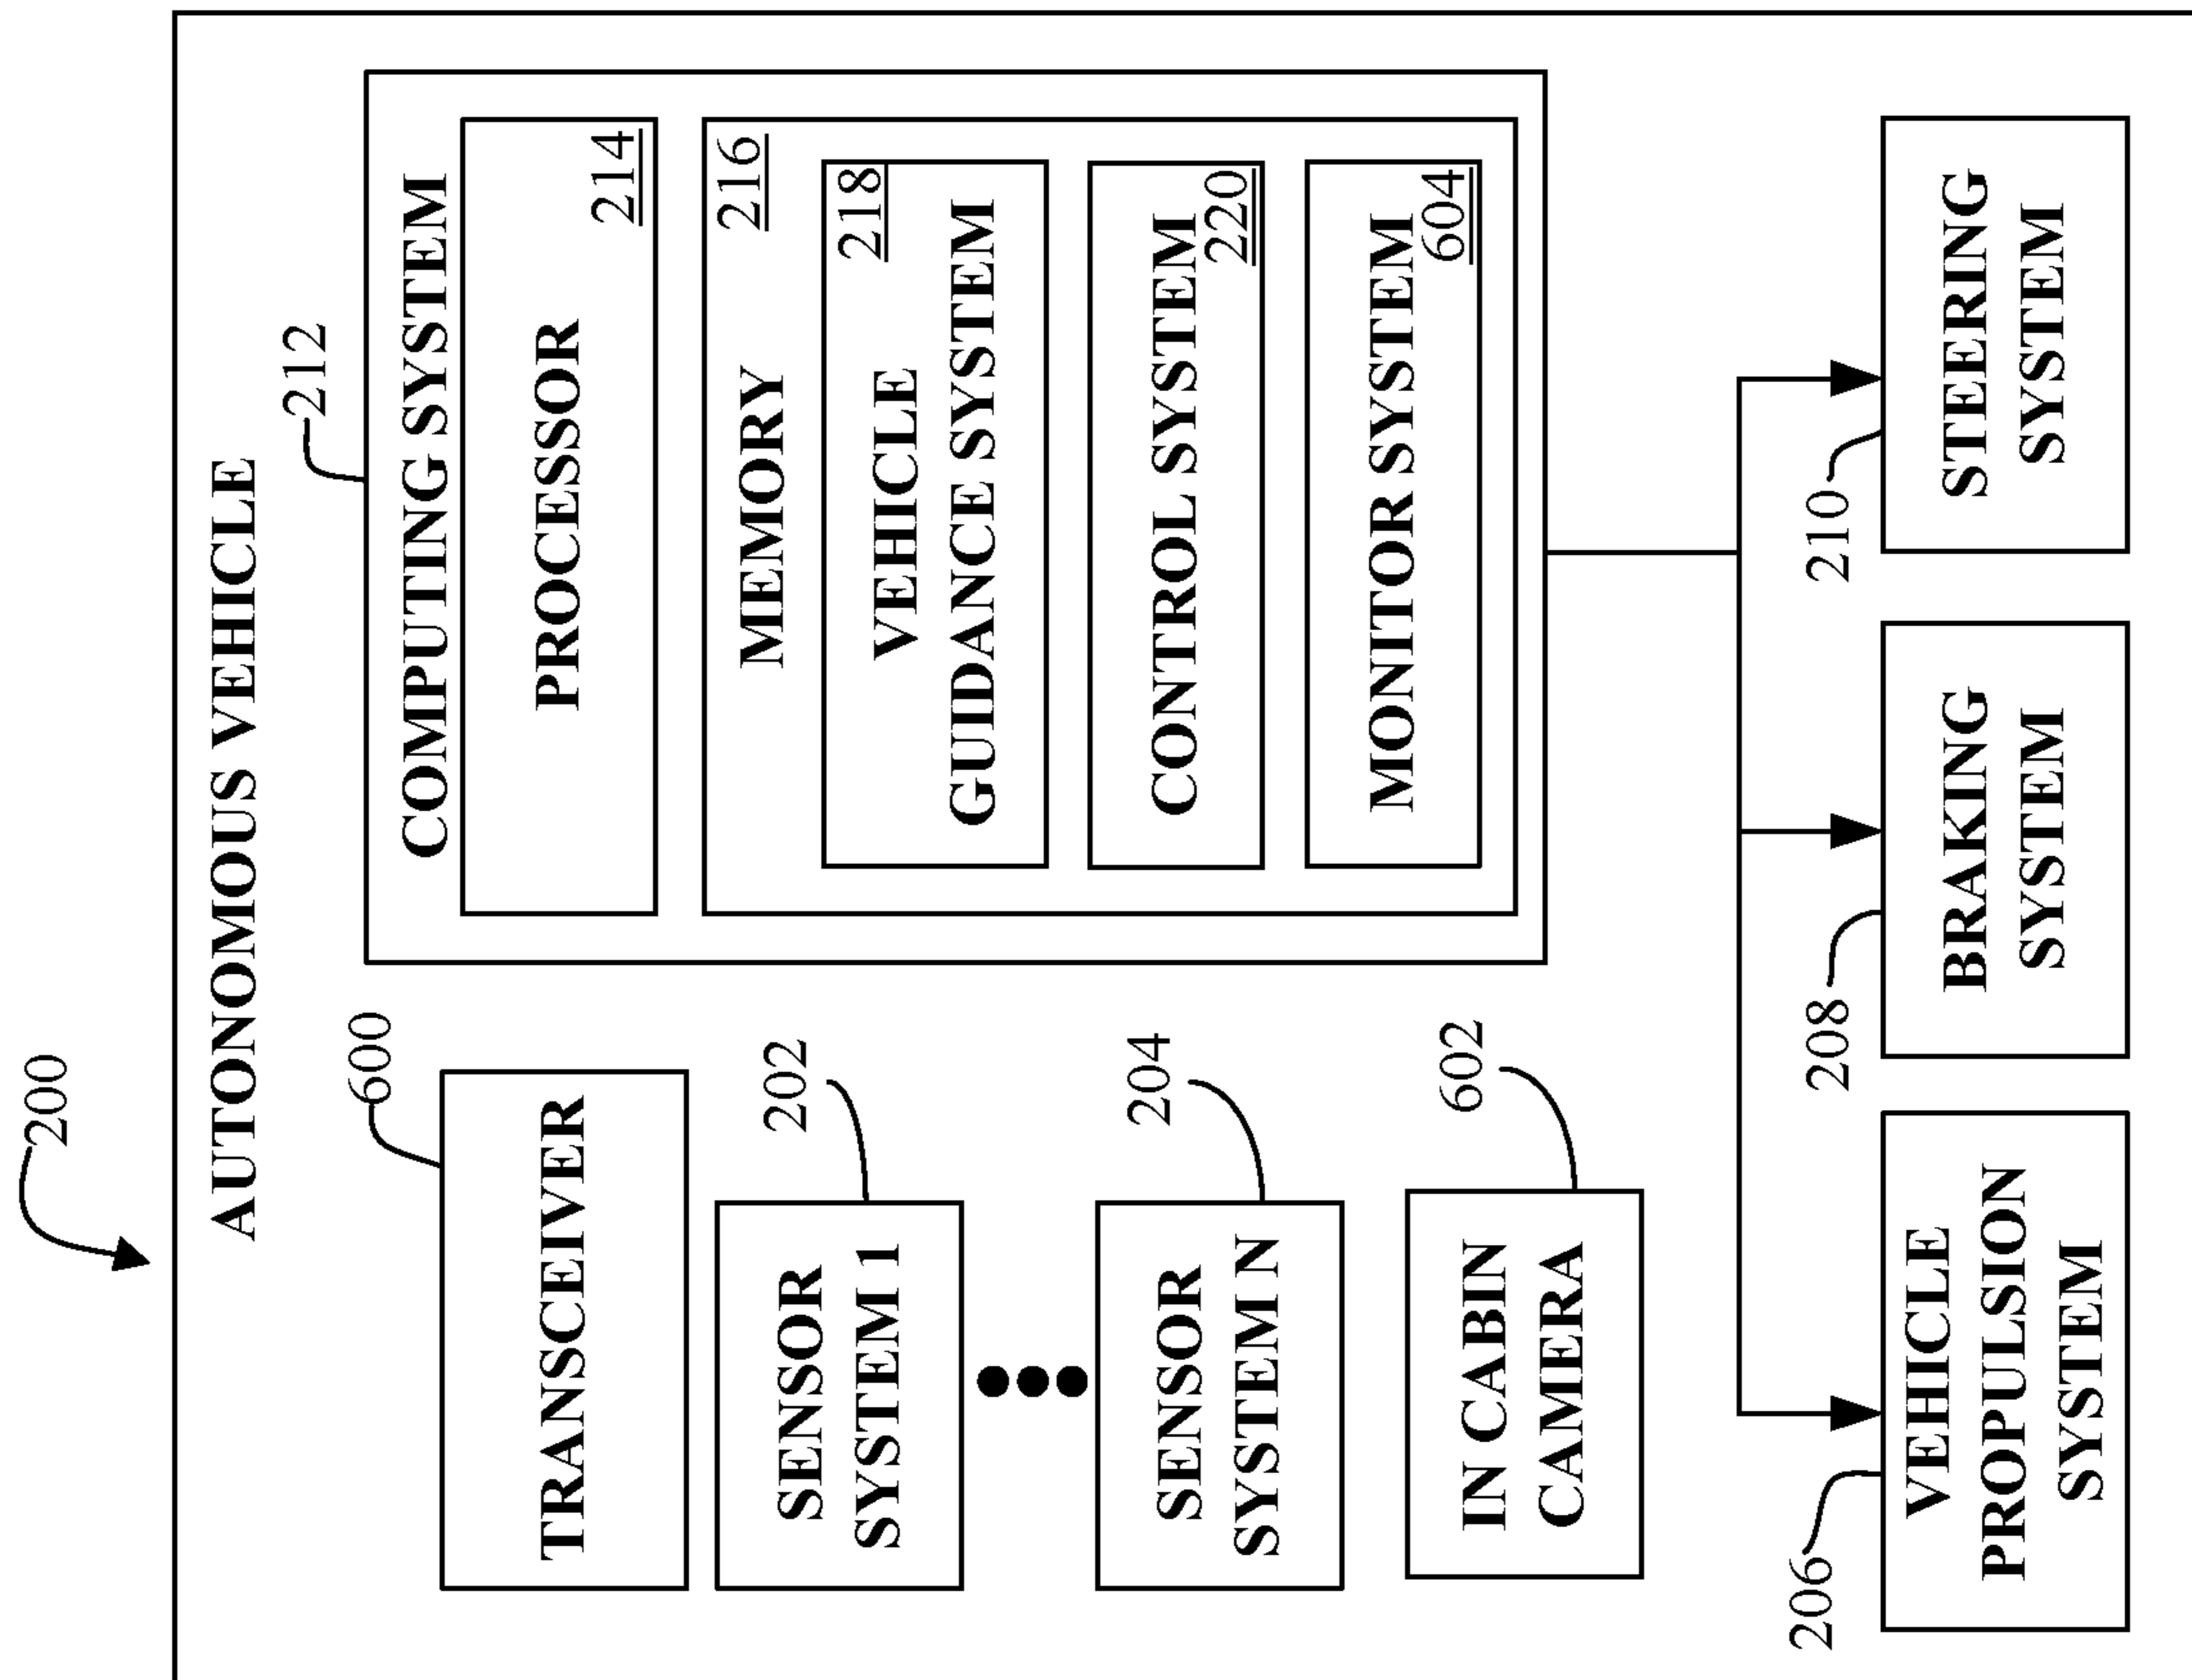 200
AUTONOMOUS VEHICLE
600
TRANSCEIVER
202
SENSOR
SYSTEM 1
204
SENSOR
SYSTEM N
602
IN CABIN
CAMERA
212
COMPUTING SYSTEM
PROCESSOR
214
MEMORY
216
218
VEHICLE
GUIDANCE SYSTEM
CONTROL SYSTEM
220
MONITOR SYSTEM
604
206
VEHICLE
PROPULSION
SYSTEM
208
BRAKING
SYSTEM
210
STEERING
SYSTEM